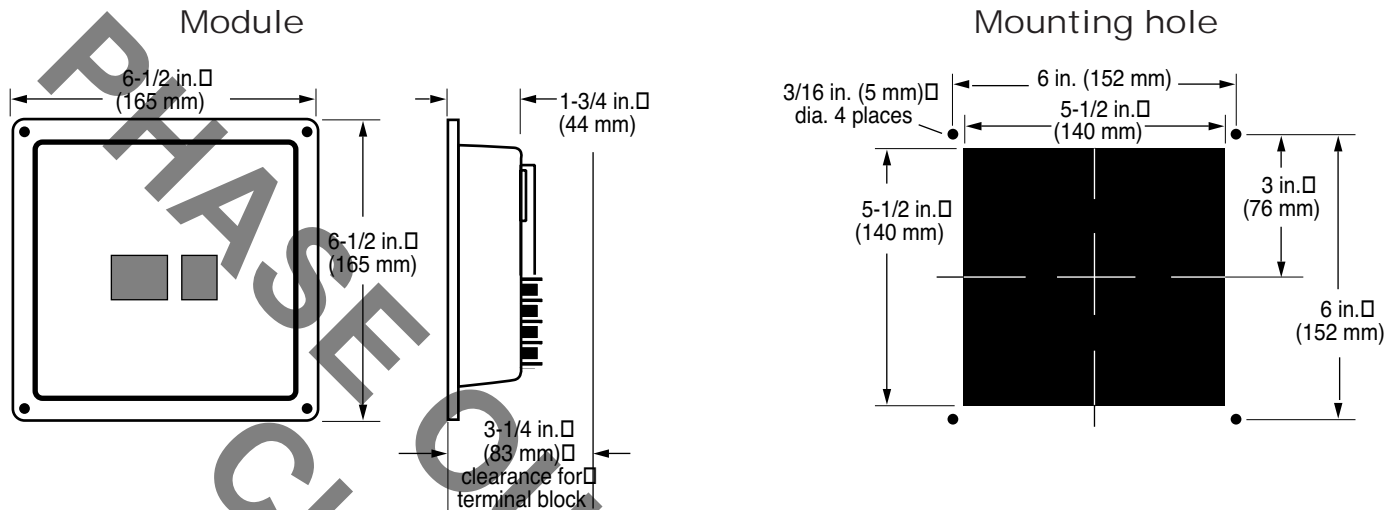 Module
Mounting hole
6-1/2 in.□
(165 mm)
1-3/4 in.□
(44 mm)
6-1/2 in.□
(165 mm)
3-1/4 in.□
(83 mm)□
clearance for□
terminal block
3/16 in. (5 mm)□
dia. 4 places
6 in. (152 mm)
5-1/2 in.□
(140 mm)
5-1/2 in.□
(140 mm)
3 in.□
(76 mm)
6 in.□
(152 mm)
PHASE